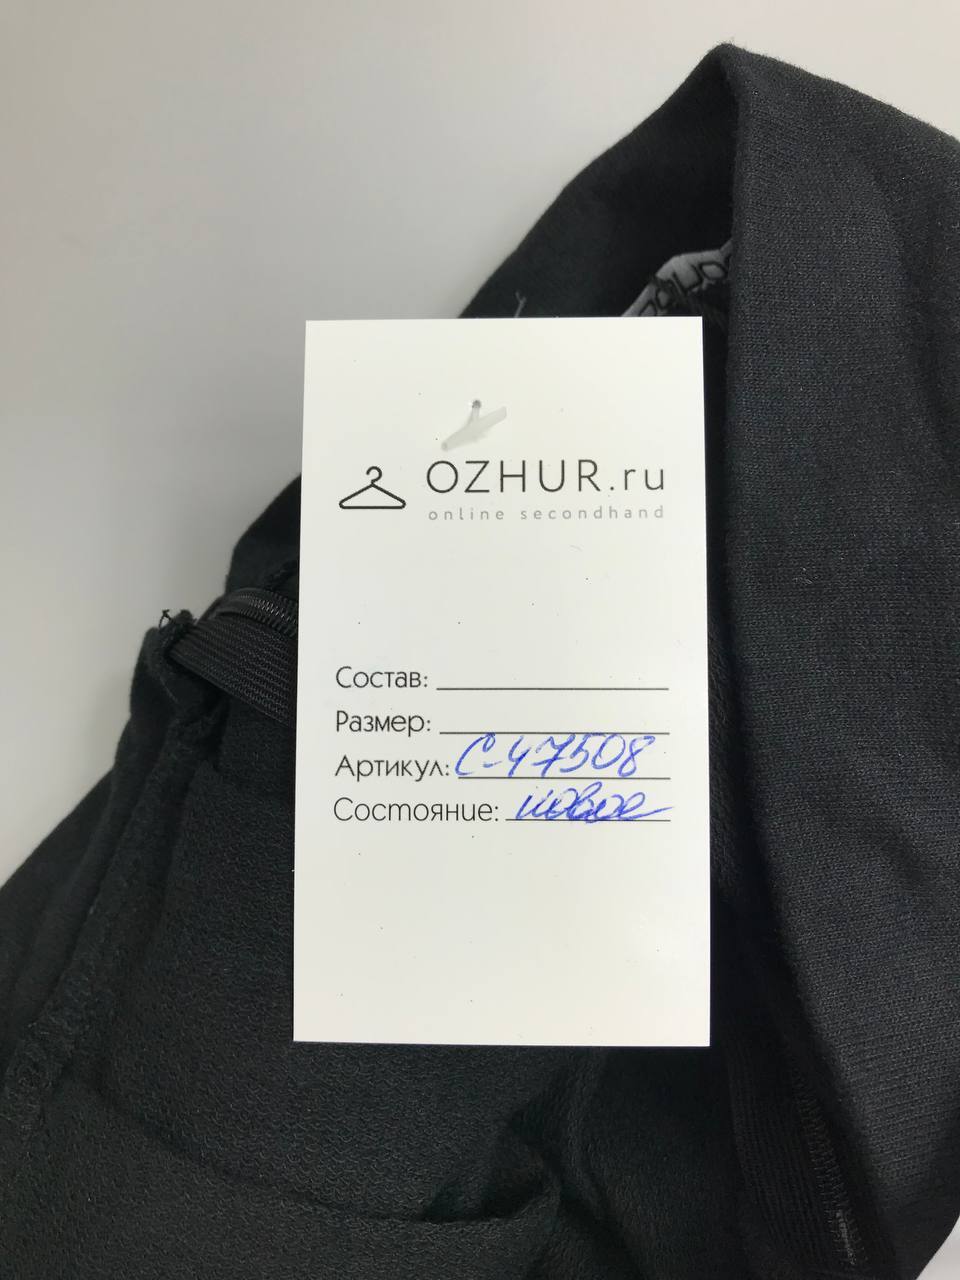 OZHUR.ru
online secondhand
Состав:
Размер:
Артикул: С-47508
Состояние: новое